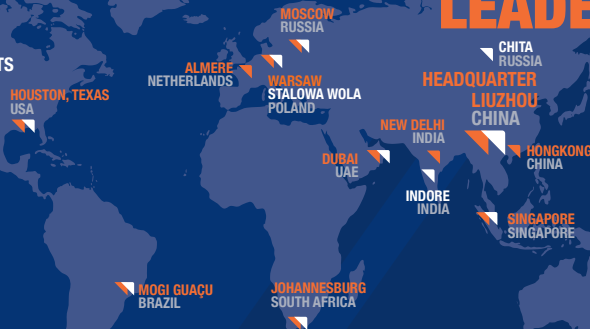 LEADE
MOSCOW
RUSSIA
CHITA
RUSSIA
TS
ALMERE
NETHERLANDS
WARSAW
STALOWA WOLA
POLAND
HEADQUARTER
LIUZHOU
CHINA
HOUSTON, TEXAS
USA
NEW DELHI
INDIA
HONGKONG
CHINA
DUBAI
UAE
INDORE
INDIA
SINGAPORE
SINGAPORE
MOGI GUAÇU
BRAZIL
JOHANNESBURG
SOUTH AFRICA